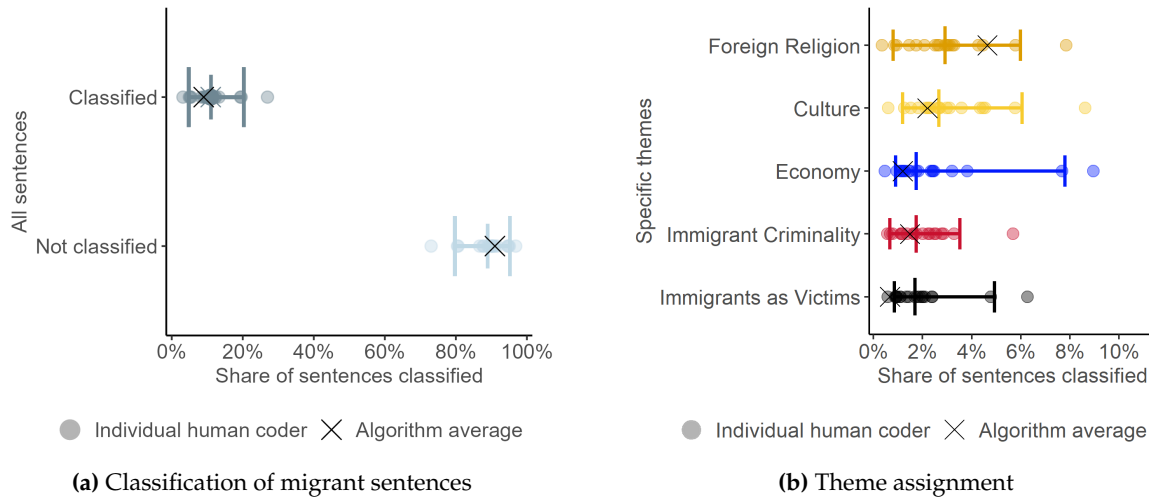 All sentences
Classified
Not classified
0% 20% 40% 60% 80% 100%
Share of sentences classified
Individual human coder Algorithm average
(a) Classification of migrant sentences
Specific themes
Foreign Religion
Culture
Economy
Immigrant Criminality
Immigrants as Victims
0% 2% 4% 6% 8% 10%
Share of sentences classified
Individual human coder Algorithm average
(b) Theme assignment